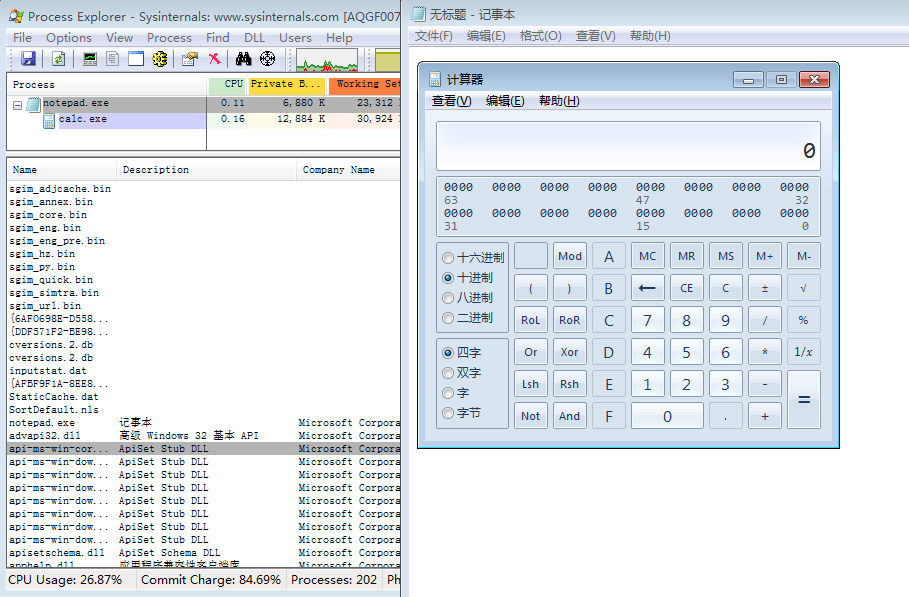 Process Explorer - Sysinternals: www.sysinternals.com [AQGF007
File Options View Process Find DLL Users Help
Process CPU Private B... Working Se
notepad.exe 0.11 6,880 K 23,312
calc.exe 0.16 12,884 K 30,924
Name Description Company Name
sgim_adjcache.bin
sgim_annex.bin
sgim_core.bin
sgim_eng.bin
sgim_eng_pre.bin
sgim_hz.bin
sgim_py.bin
sgim_quick.bin
sgim_simtra.bin
sgim_url.bin
{6AF0698E-D558...
{DDF571F2-BE98...
cversions.2.db
cversions.2.db
inputstat.dat
{AFBF9F1A-8EE8...
StaticCache.dat
SortDefault.nls
notepad.exe 记事本 Microsoft Corpora
advapi32.dll 高级 Windows 32 基本 API Microsoft Corpora
api-ms-win-cor... ApiSet Stub DLL Microsoft Corpora
api-ms-win-dow... ApiSet Stub DLL Microsoft Corpora
api-ms-win-dow... ApiSet Stub DLL Microsoft Corpora
api-ms-win-dow... ApiSet Stub DLL Microsoft Corpora
api-ms-win-dow... ApiSet Stub DLL Microsoft Corpora
api-ms-win-dow... ApiSet Stub DLL Microsoft Corpora
api-ms-win-dow... ApiSet Stub DLL Microsoft Corpora
api-ms-win-dow... ApiSet Stub DLL Microsoft Corpora
apisetschema.dll ApiSet Schema DLL Microsoft Corpora
apphelp.dll 应用程序兼容性客户端库 Microsoft Corpora
CPU Usage: 26.87% Commit Charge: 84.69% Processes: 202 Ph
无标题 - 记事本
文件(F) 编辑(E) 格式(O) 查看(V) 帮助(H)
计算器
查看(V) 编辑(E) 帮助(H)
0
0000 0000 0000 0000 0000 0000 0000 0000
63 47 32
0000 0000 0000 0000 0000 0000 0000 0000
31 15 0
十六进制 Mod A MC MR MS M+ M-
十进制 ( ) B ← CE C ± √
八进制
二进制 RoL RoR C 7 8 9 / %
四字 Or Xor D 4 5 6 * 1/x
双字
字 Lsh Rsh E 1 2 3 - =
字节 Not And F 0 . +